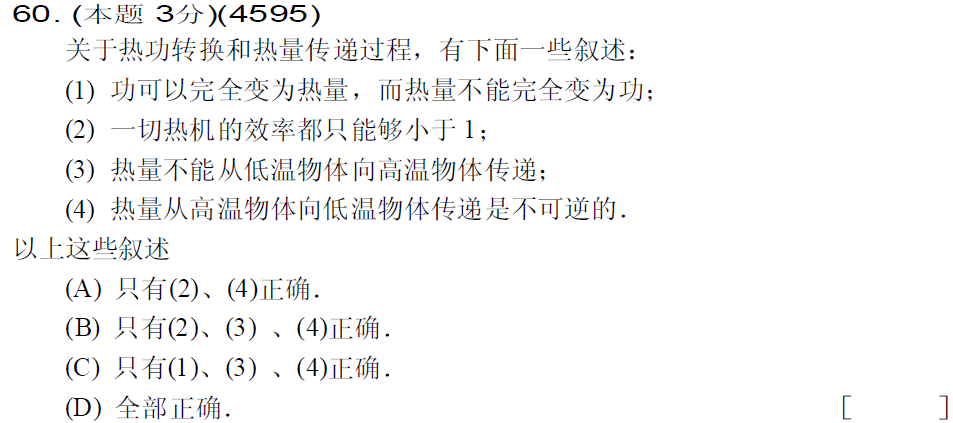 60. (本题 3分)(4595)
关于热功转换和热量传递过程，有下面一些叙述：
(1) 功可以完全变为热量，而热量不能完全变为功；
(2) 一切热机的效率都只能够小于 1；
(3) 热量不能从低温物体向高温物体传递；
(4) 热量从高温物体向低温物体传递是不可逆的．
以上这些叙述
(A) 只有(2)、(4)正确．
(B) 只有(2)、(3) 、(4)正确．
(C) 只有(1)、(3) 、(4)正确．
(D) 全部正确． [ ]